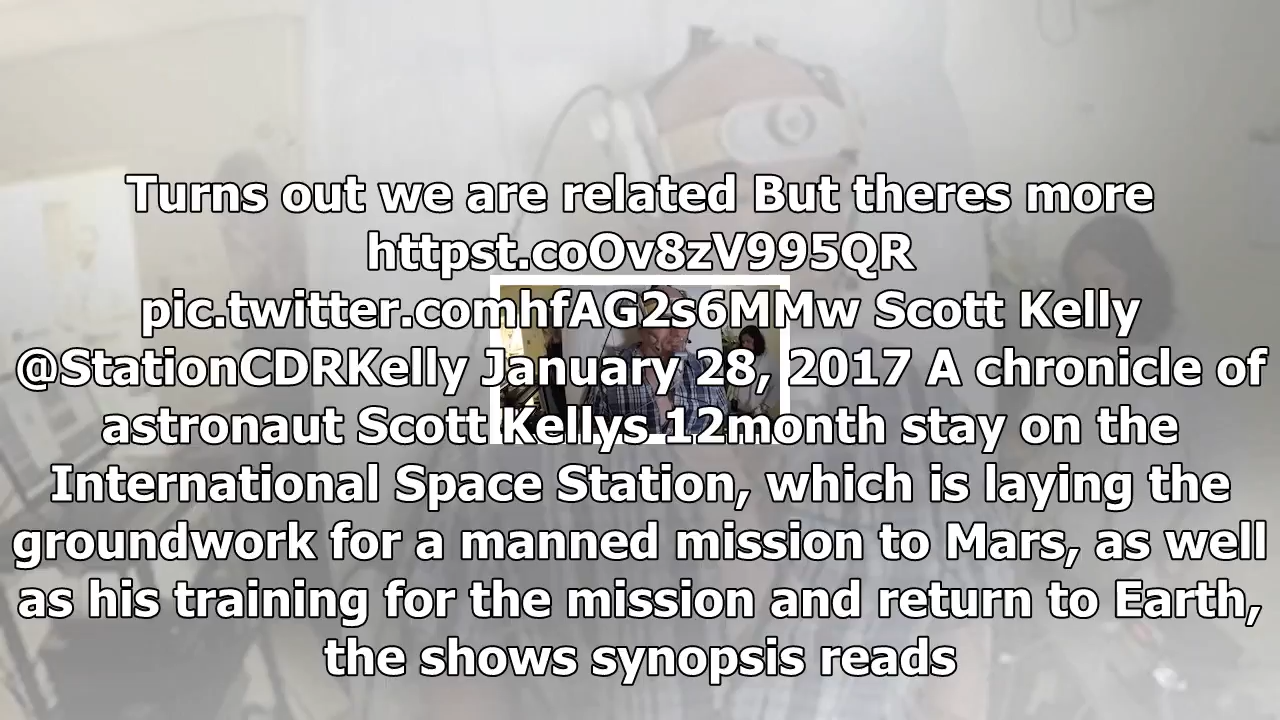 Turns out we are related But theres more
httpst.coOv8zV995QR
pic.twitter.comhfAG2s6MMw Scott Kelly
@StationCDRKelly January 28, 2017 A chronicle of
astronaut Scott Kellys 12month stay on the
International Space Station, which is laying the
groundwork for a manned mission to Mars, as well
as his training for the mission and return to Earth,
the shows synopsis reads